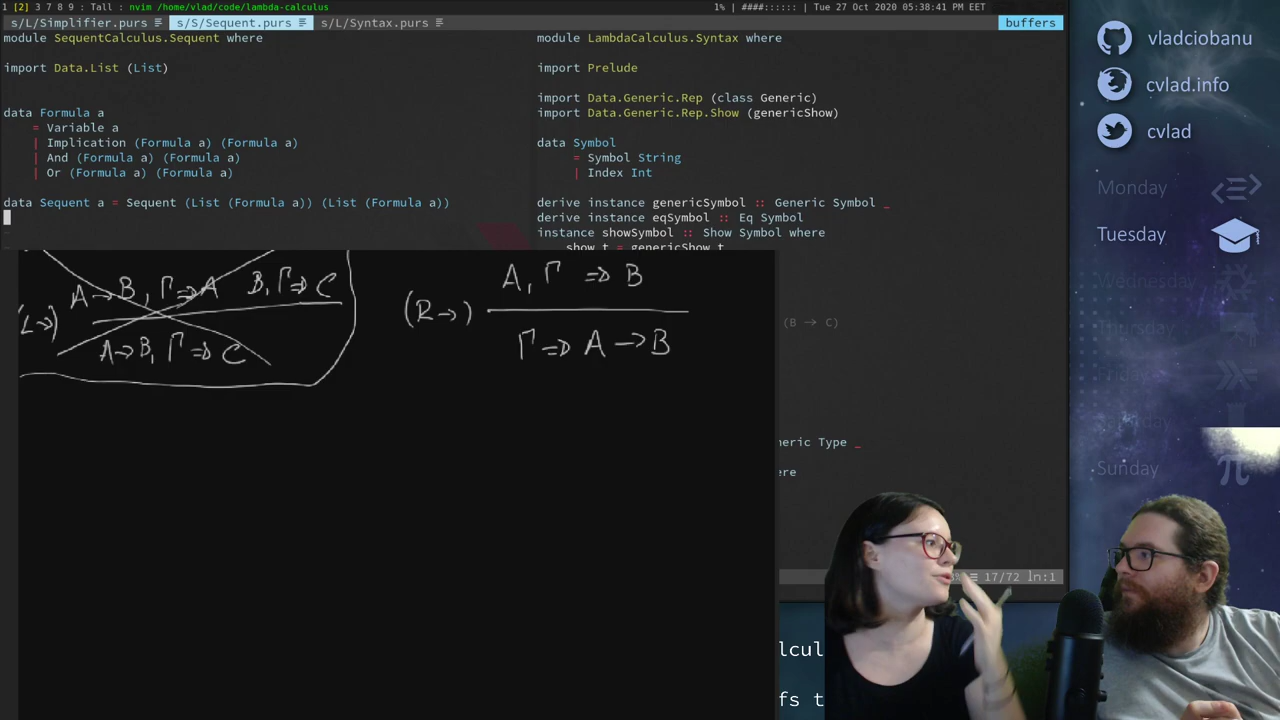 1 [2] 3 7 8 9 : Tall : nvim /home/vlad/code/lambda-calculus
1% | ####:::::: | Tue 27 Oct 2020 05:38:41 PM EET
s/L/Simplifier.purs s/S/Sequent.purs s/L/Syntax.purs
buffers
module SequentCalculus.Sequent where
import Data.List (List)
data Formula a
= Variable a
| Implication (Formula a) (Formula a)
| And (Formula a) (Formula a)
| Or (Formula a) (Formula a)
data Sequent a = Sequent (List (Formula a)) (List (Formula a))
module LambdaCalculus.Syntax where
import Prelude
import Data.Generic.Rep (class Generic)
import Data.Generic.Rep.Show (genericShow)
data Symbol
= Symbol String
| Index Int
derive instance genericSymbol :: Generic Symbol _
derive instance eqSymbol :: Eq Symbol
instance showSymbol :: Show Symbol where
show t = genericShow t
(B → C)
neric Type _
ere
17/72 ln:1
A→B, Γ⇒A B, Γ⇒C
(L→)
A→B, Γ⇒C
A, Γ ⇒ B
(R→)
Γ⇒ A → B
lcul
fs t
vladciobanu
cvlad.info
cvlad
Monday
Tuesday
Wednesday
Thursday
Sunday